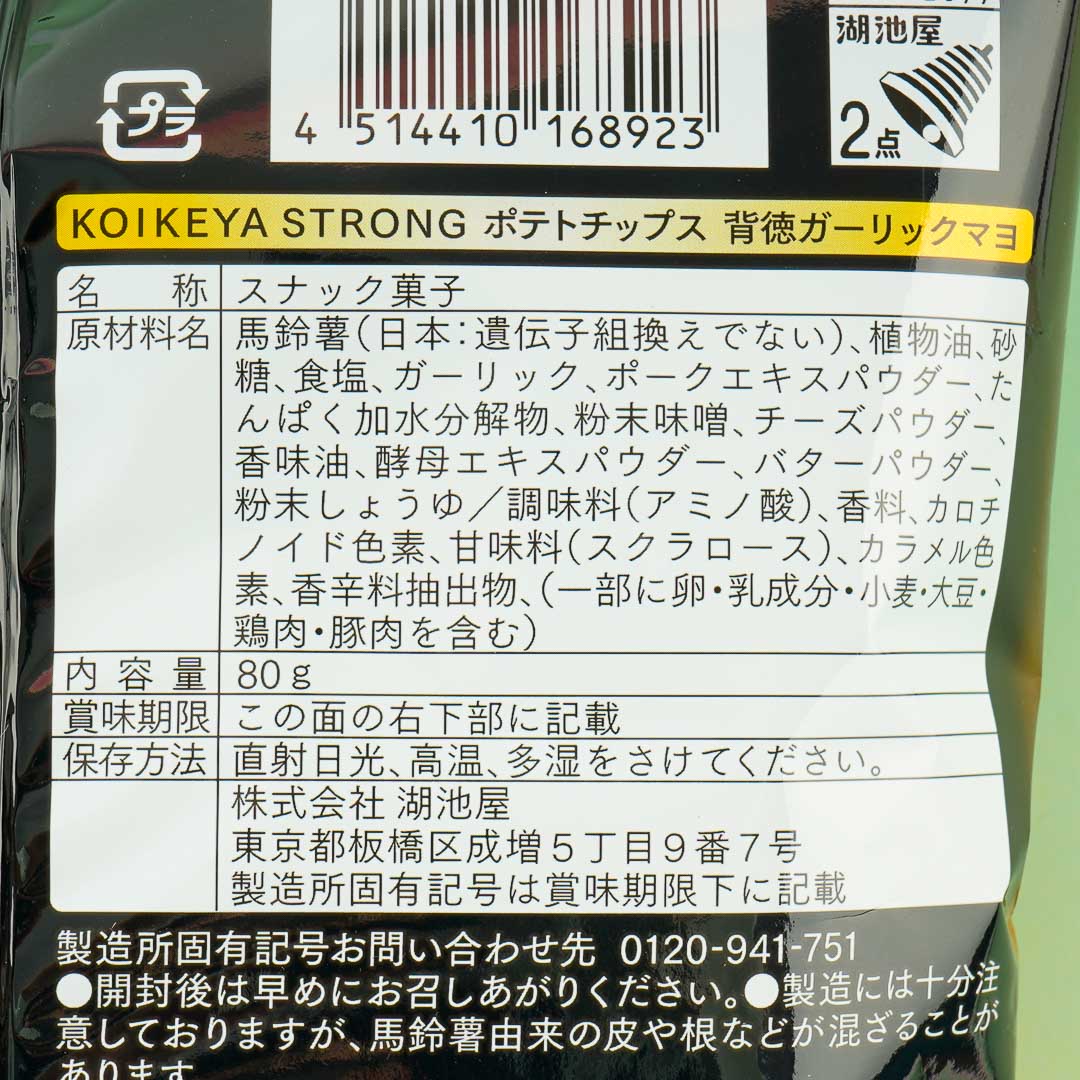 湖池屋
2点
プラ
4 514410 168923
KOIKEYA STRONG ポテトチップス 背徳ガーリックマヨ
名称 スナック菓子
原材料名 馬鈴薯(日本:遺伝子組換えでない)、植物油、砂
糖、食塩、ガーリック、ポークエキスパウダー、た
んぱく加水分解物、粉末味噌、チーズパウダー、
香味油、酵母エキスパウダー、バターパウダー、
粉末しょうゆ/調味料(アミノ酸)、香料、カロチ
ノイド色素、甘味料(スクラロース)、カラメル色
素、香辛料抽出物、(一部に卵・乳成分・小麦・大豆・
鶏肉・豚肉を含む)
内容量 80g
賞味期限 この面の右下部に記載
保存方法 直射日光、高温、多湿をさけてください。
株式会社 湖池屋
東京都板橋区成増5丁目9番7号
製造所固有記号は賞味期限下に記載
製造所固有記号お問い合わせ先 0120-941-751
●開封後は早めにお召しあがりください。●製造には十分注
意しておりますが、馬鈴薯由来の皮や根などが混ざることが
あります